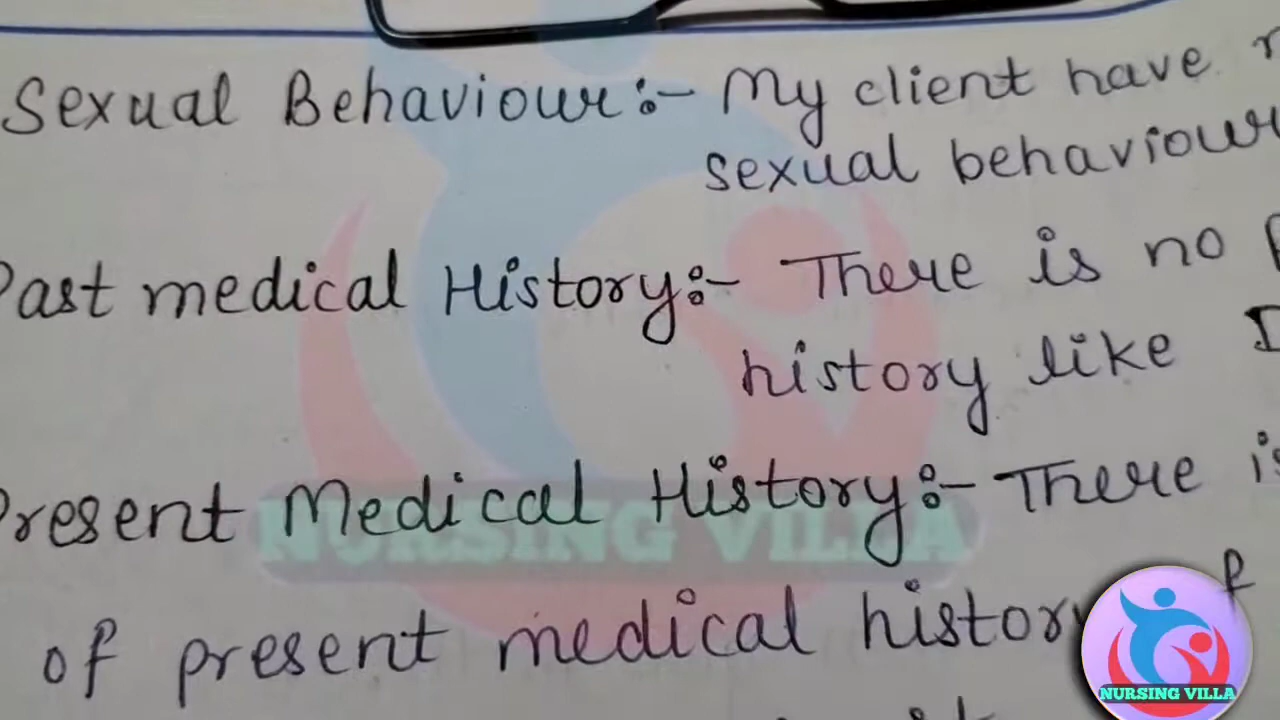 Sexual Behaviour:- My client have
sexual behaviour
Past medical History:- There is no
history like
Present Medical History:- There is
of present medical history
NURSING VILLA
NURSING VILLA